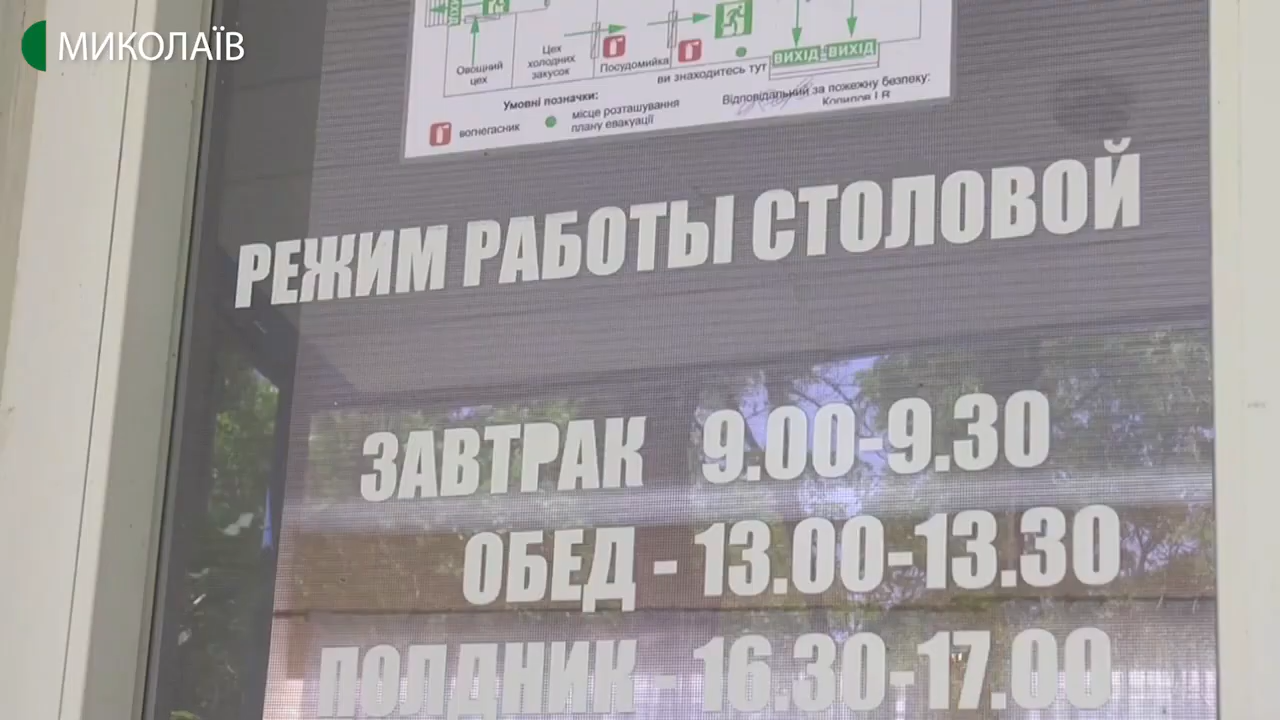 МИКОЛАЇВ
Овощний цех
Цех холодних закусок
Посудомийка
ви знаходитесь тут
ВИХІД ВИХІД
Умовні позначки:
вогнегасник
місце розташування
плану евакуації
Відповідальний за пожежну безпеку:
РЕЖИМ РАБОТЫ СТОЛОВОЙ
ЗАВТРАК 9.00-9.30
ОБЕД - 13.00-13.30
ПОЛДНИК - 16.30-17.00